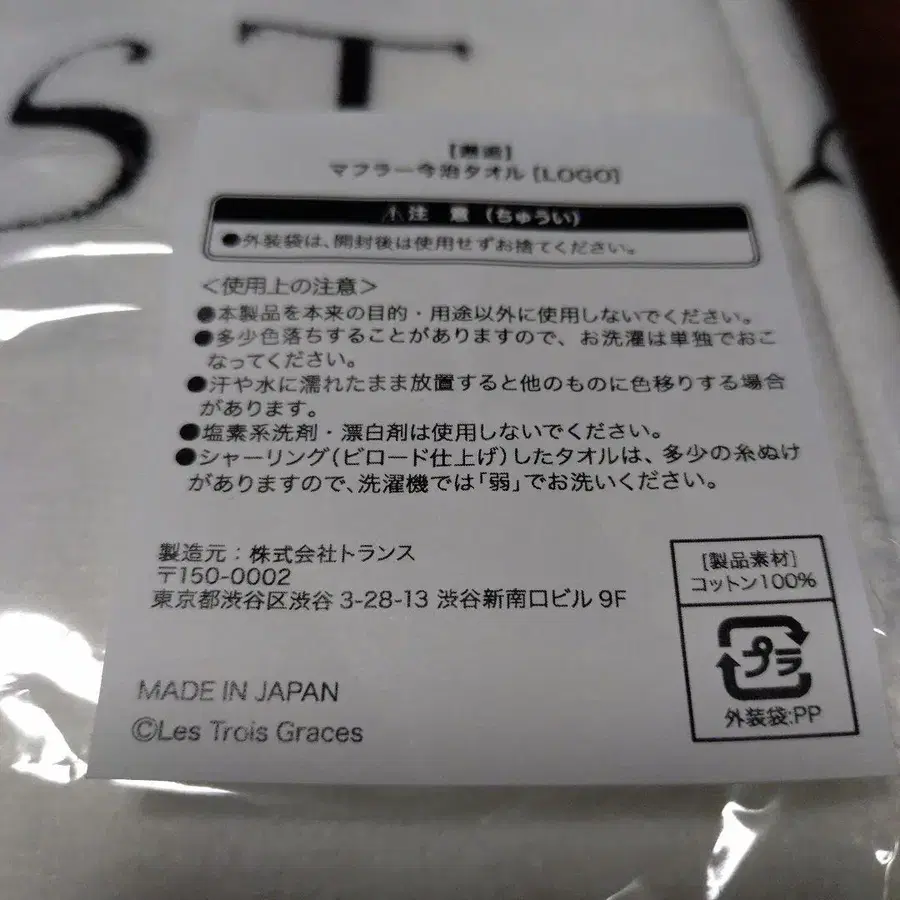 ST
マフラー今治タオル [LOGO]
⚠注 意 (ちゅうい)
●外装袋は、開封後は使用せずお捨てください。
＜使用上の注意＞
●本製品を本来の目的・用途以外に使用しないでください。
●多少色落ちすることがありますので、お洗濯は単独でおこ
なってください。
●汗や水に濡れたまま放置すると他のものに色移りする場合
があります。
●塩素系洗剤・漂白剤は使用しないでください。
●シャーリング(ビロード仕上げ)したタオルは、多少の糸ぬけ
がありますので、洗濯機では「弱」でお洗いください。
製造元：株式会社トランス
〒150-0002
東京都渋谷区渋谷 3-28-13 渋谷新南口ビル 9F
[製品素材]
コットン100%
プラ
外装袋:PP
MADE IN JAPAN
©Les Trois Graces